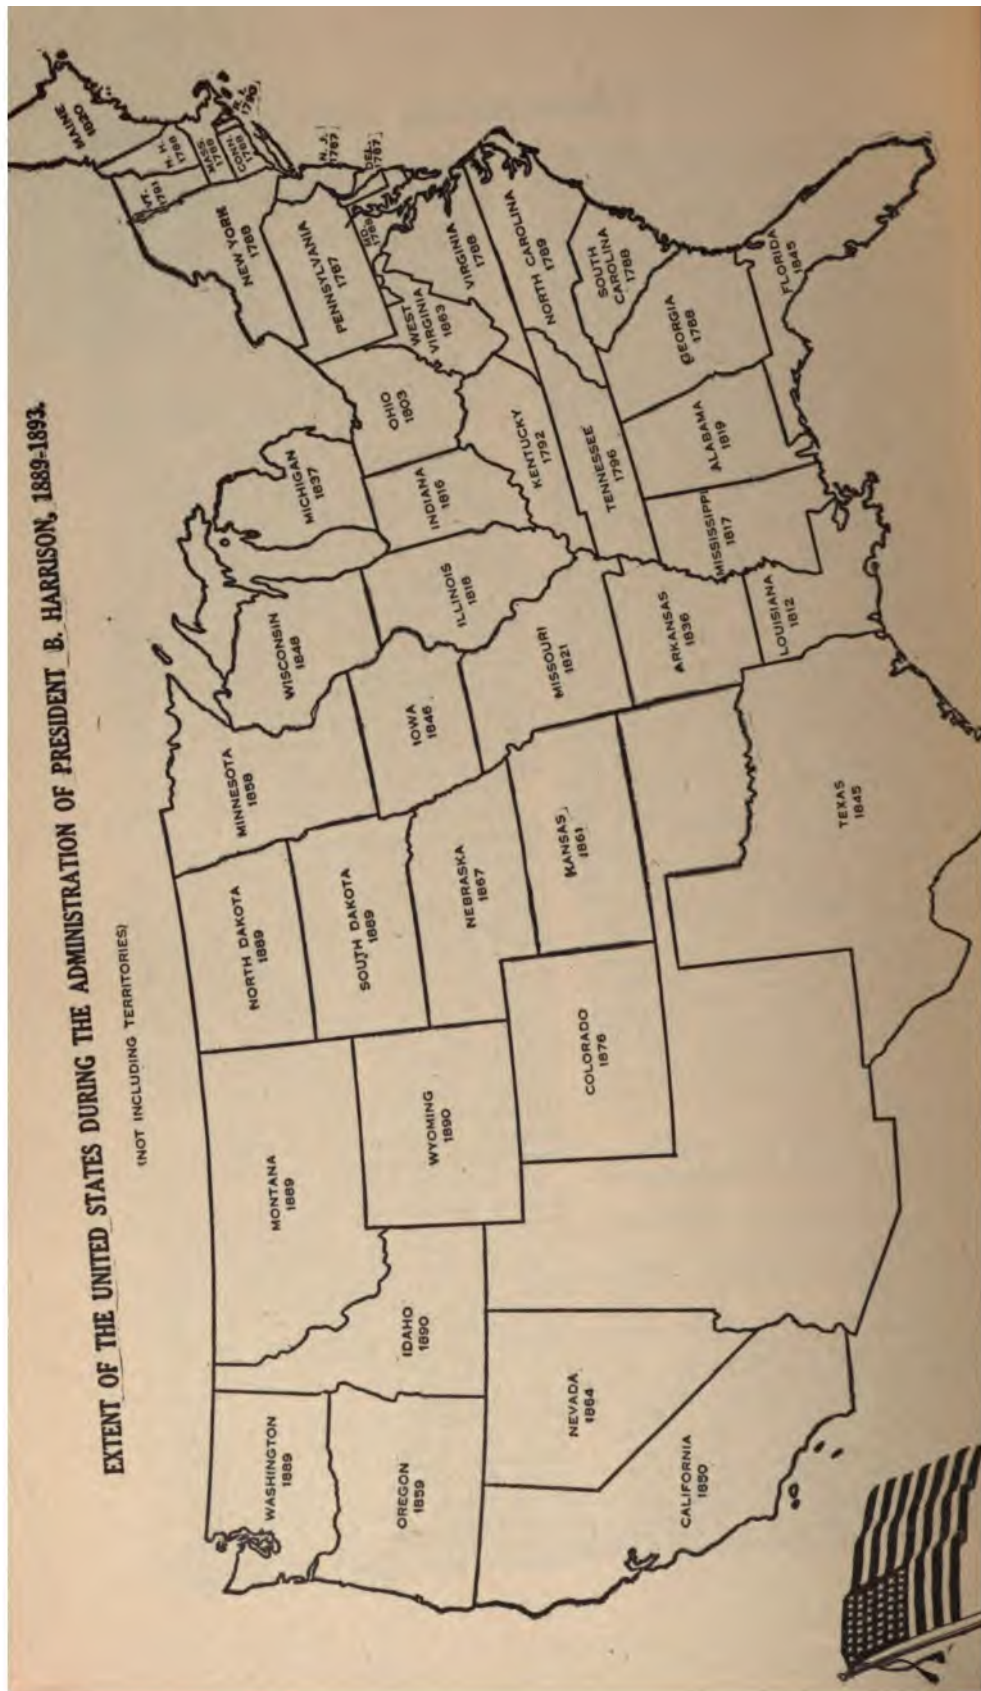 EXTENT OF THE UNITED STATES DURING THE ADMINISTRATION OF PRESIDENT B. HARRISON, 1889-1893.
(NOT INCLUDING TERRITORIES)
WASHINGTON
1889
OREGON
1859
CALIFORNIA
1850
NEVADA
1864
IDAHO
1890
MONTANA
1889
WYOMING
1890
COLORADO
1876
NORTH DAKOTA
1889
SOUTH DAKOTA
1889
NEBRASKA
1867
KANSAS
1861
TEXAS
1845
MINNESOTA
1858
IOWA
1846
MISSOURI
1821
ARKANSAS
1836
LOUISIANA
1812
WISCONSIN
1848
ILLINOIS
1818
MICHIGAN
1837
INDIANA
1816
OHIO
1803
KENTUCKY
1792
TENNESSEE
1796
MISSISSIPPI
1817
ALABAMA
1819
GEORGIA
1788
FLORIDA
1845
SOUTH
CAROLINA
1788
NORTH CAROLINA
1789
VIRGINIA
1788
WEST
VIRGINIA
1863
PENNSYLVANIA
1787
NEW YORK
1788
MD.
1788
DEL.
1787
N. J.
1787
VT.
1791
N. H.
1788
MASS
1788
CONN.
1788
R. I.
1790
MAINE
1820